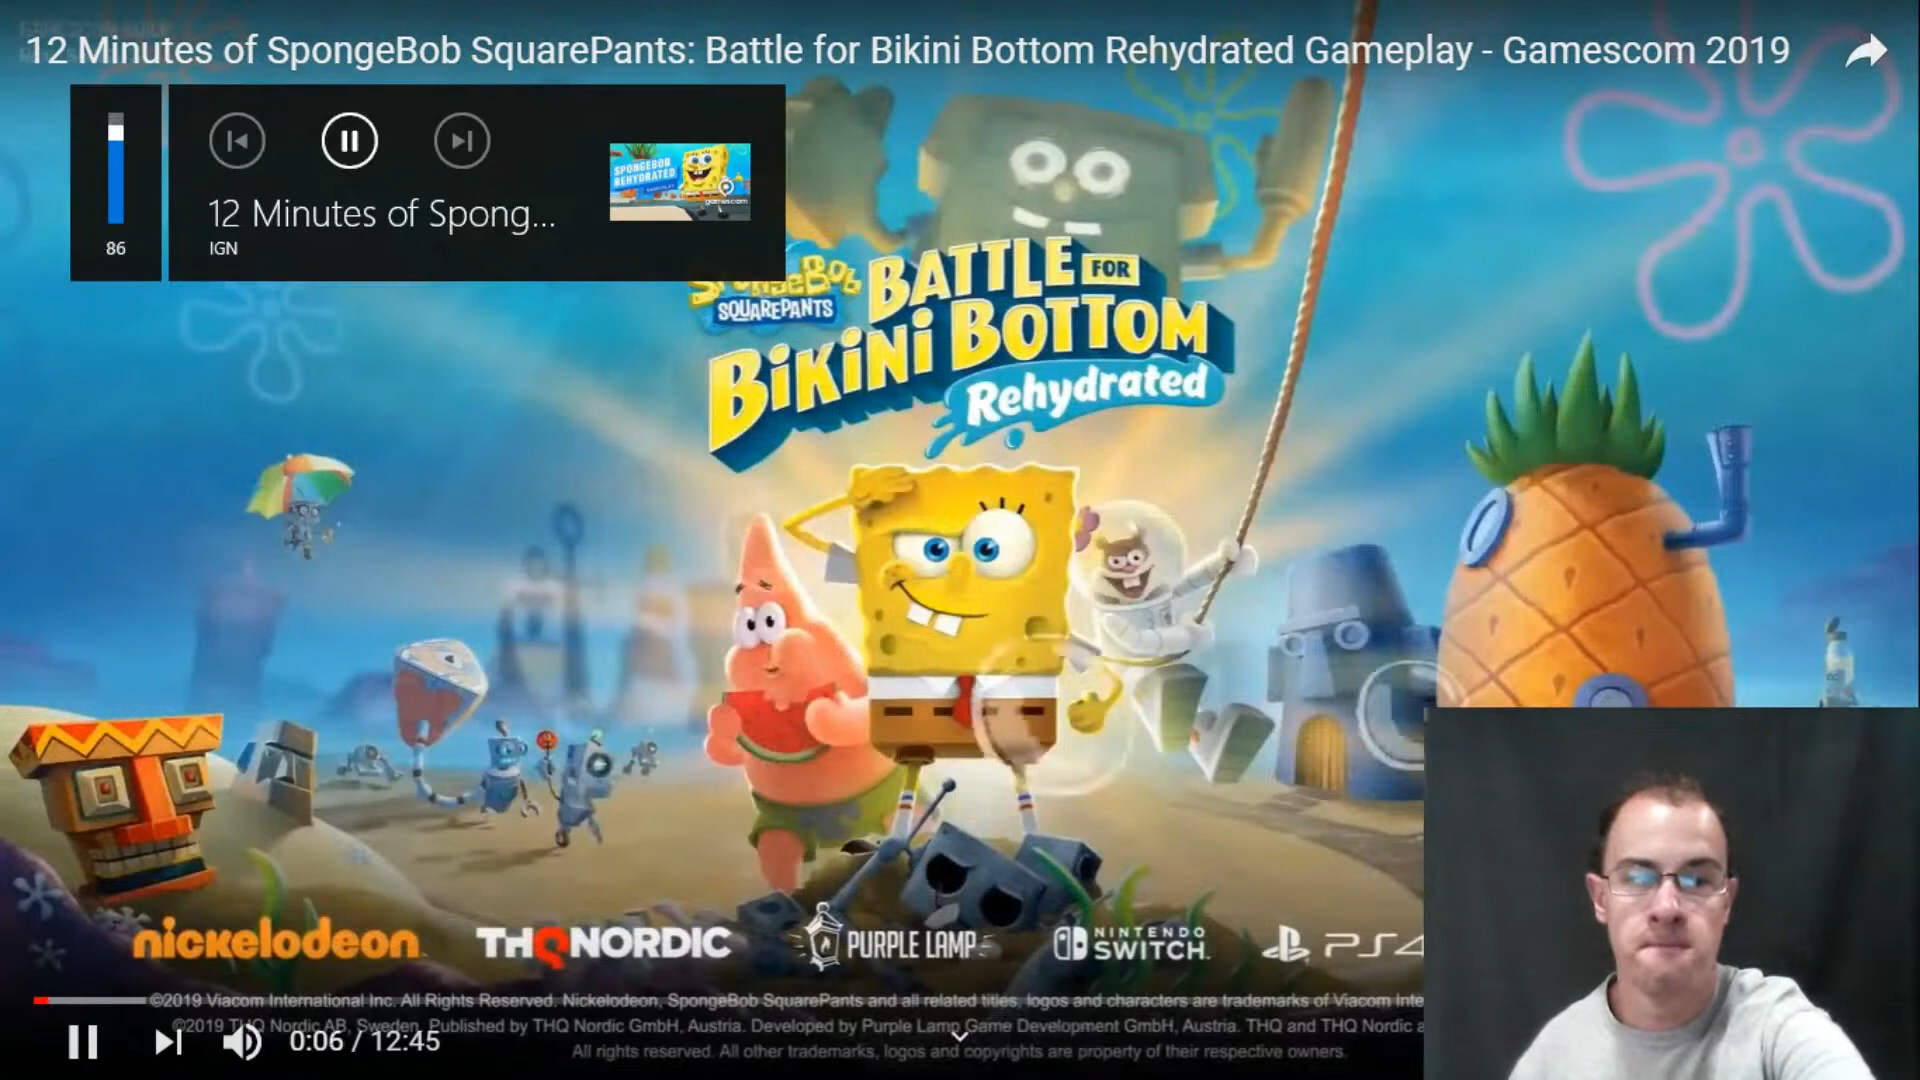 12 Minutes of SpongeBob SquarePants: Battle for Bikini Bottom Rehydrated Gameplay - Gamescom 2019
86
12 Minutes of Spong...
IGN
SPONGEBOB
REHYDRATED
GAMEPLAY
gamescom
SPONGEBOB
SQUAREPANTS
BATTLE FOR
BIKINI BOTTOM
Rehydrated
nickelodeon
THQ NORDIC
PURPLE LAMP
NINTENDO
SWITCH
PS4
©2019 Viacom International Inc. All Rights Reserved. Nickelodeon, SpongeBob SquarePants and all related titles, logos and characters are trademarks of Viacom Inte
©2019 THQ Nordic AB, Sweden. Published by THQ Nordic GmbH, Austria. Developed by Purple Lamp Game Development GmbH, Austria. THQ and THQ Nordic a
All rights reserved. All other trademarks, logos and copyrights are property of their respective owners.
0:06 / 12:45